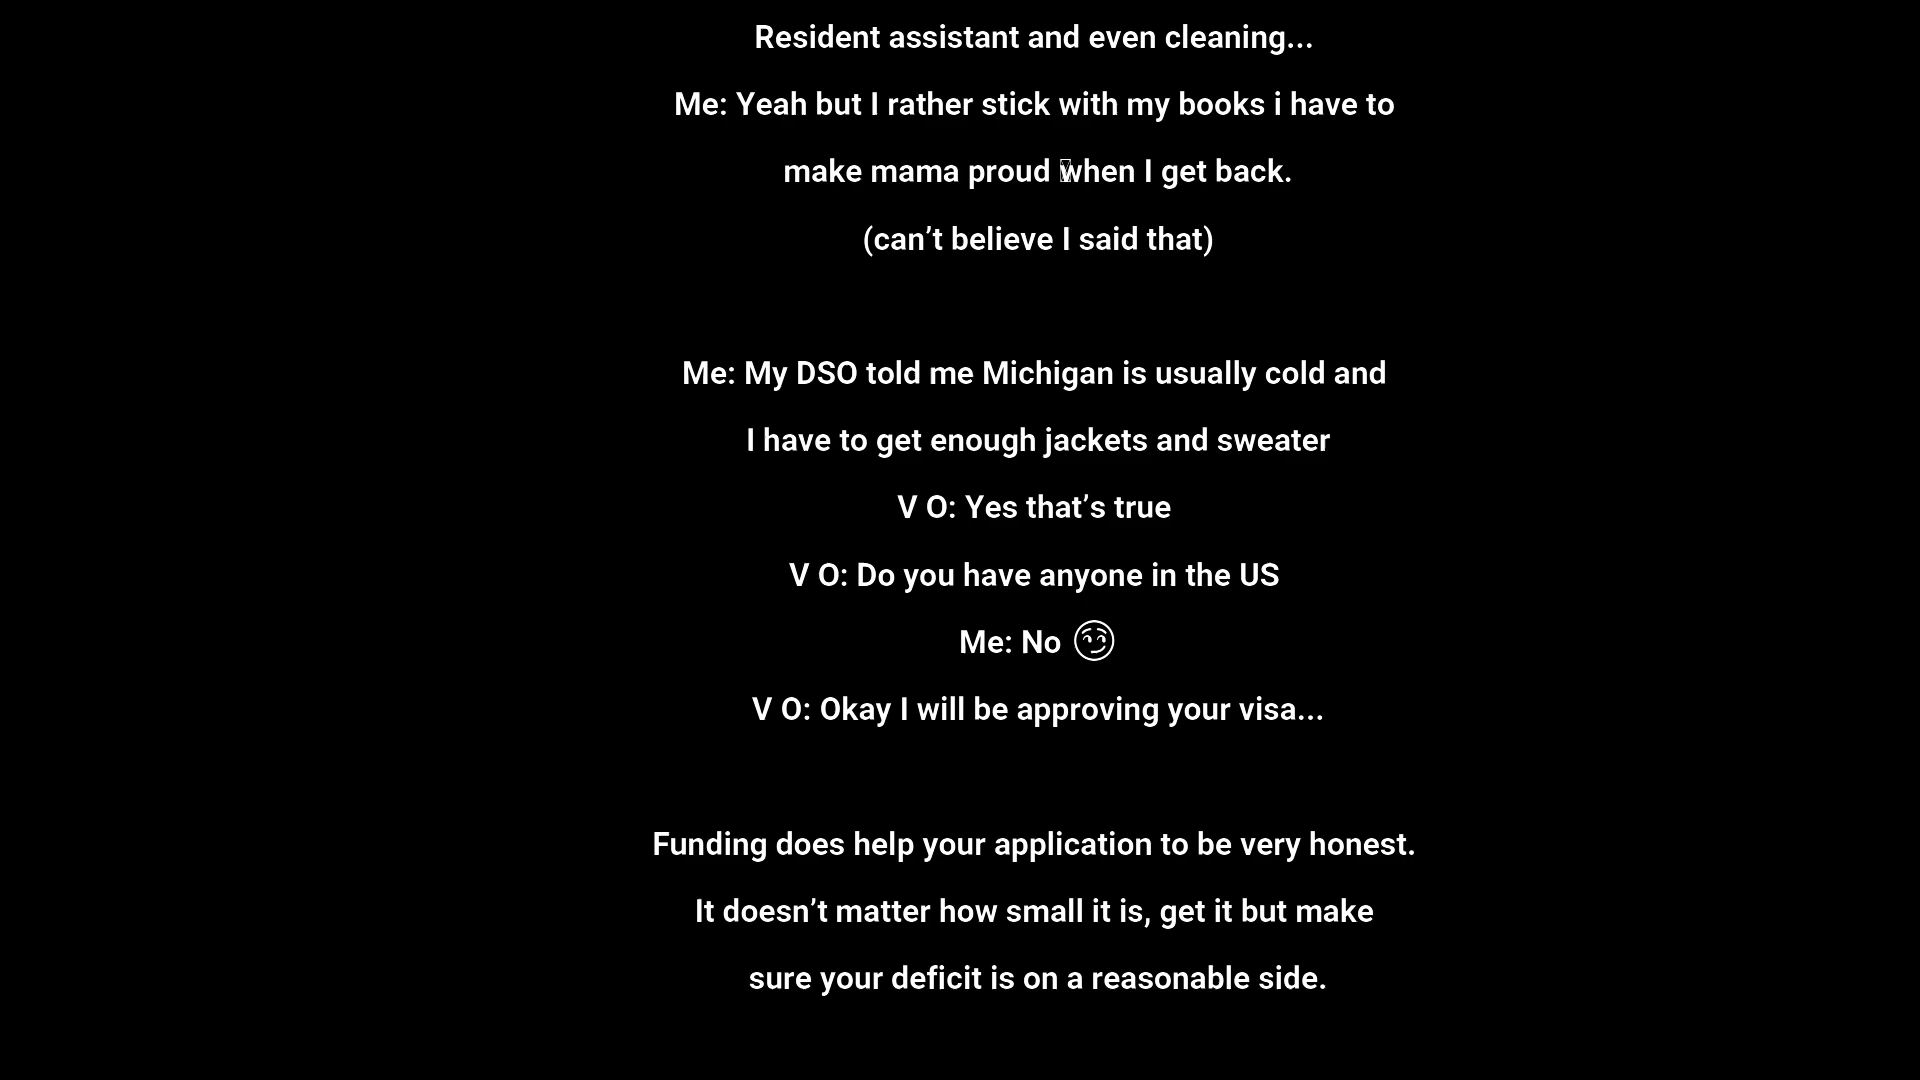 Resident assistant and even cleaning...
Me: Yeah but I rather stick with my books i have to
make mama proud when I get back.
(can’t believe I said that)
Me: My DSO told me Michigan is usually cold and
I have to get enough jackets and sweater
V O: Yes that’s true
V O: Do you have anyone in the US
Me: No 😏
V O: Okay I will be approving your visa...
Funding does help your application to be very honest.
It doesn’t matter how small it is, get it but make
sure your deficit is on a reasonable side.